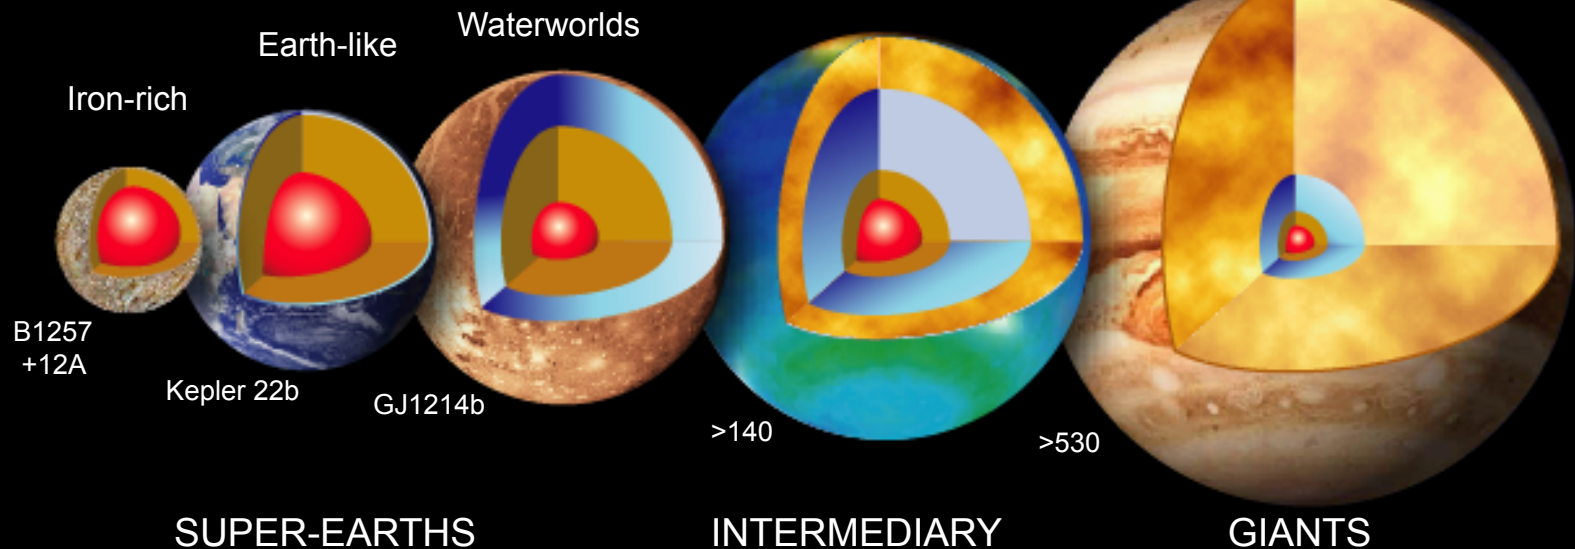 Waterworlds
Earth-like
Iron-rich
B1257
+12A
Kepler 22b
GJ1214b
>140
>530
SUPER-EARTHS
INTERMEDIARY
GIANTS